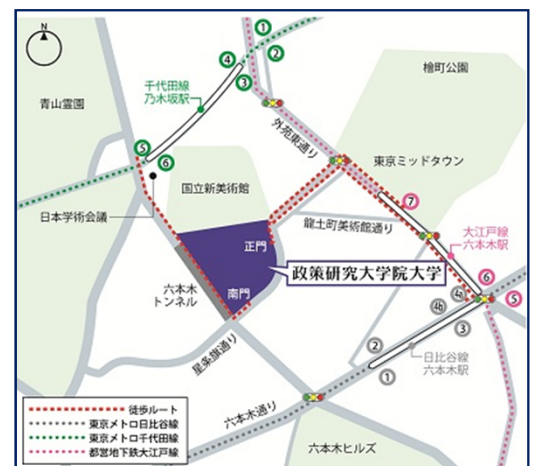 N
①
②
③
④
千代田線
乃木坂駅
檜町公園
青山霊園
外苑東通り
⑤
⑥
国立新美術館
東京ミッドタウン
日本学術会議
⑦
龍土町美術館通り
大江戸線
六本木駅
正門
政策研究大学院大学
六本木
トンネル
南門
⑥
⑤
4a
4b
③
星条旗通り
②
①
日比谷線
六本木駅
六本木通り
六本木ヒルズ
徒歩ルート
東京メトロ日比谷線
東京メトロ千代田線
都営地下鉄大江戸線